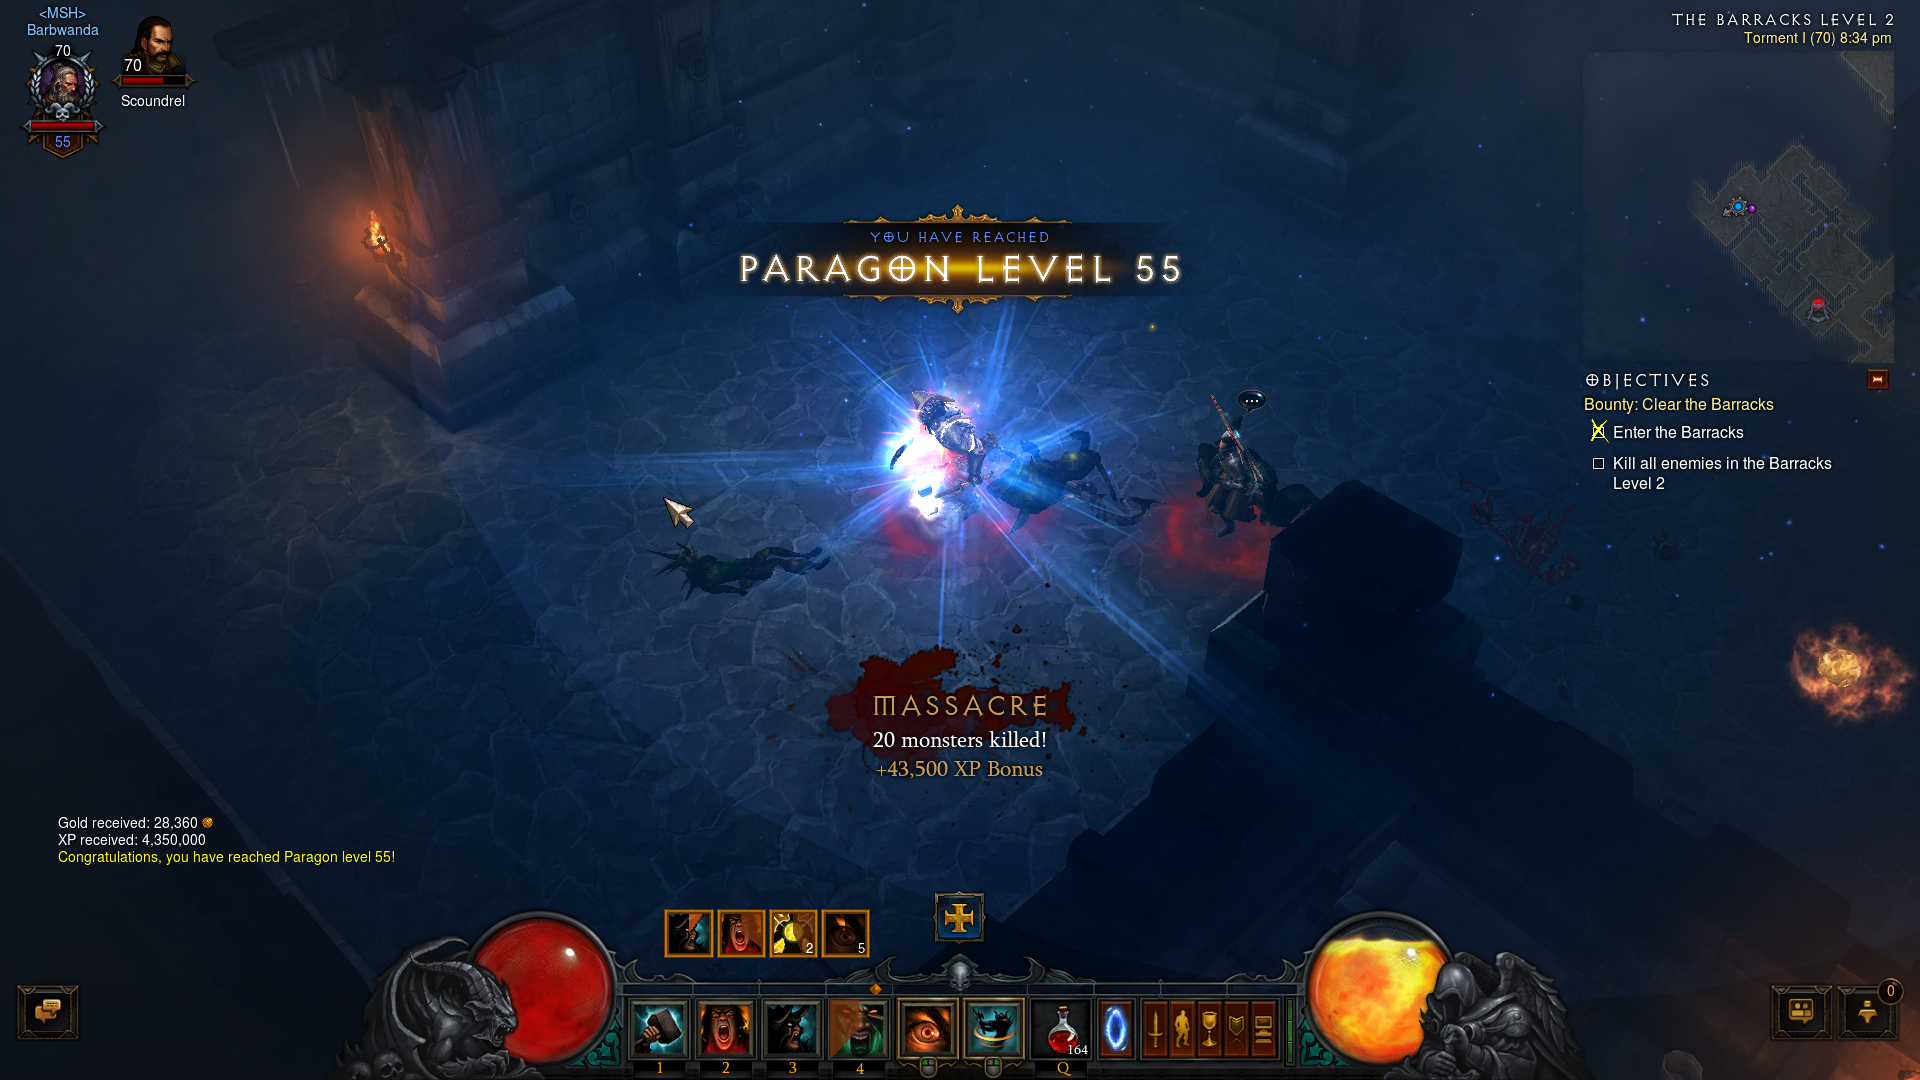 <MSH>
Barbwanda
70
70
Scoundrel
55
THE BARRACKS LEVEL 2
Torment I (70) 8:34 pm
YOU HAVE REACHED
PARAGON LEVEL 55
OBJECTIVES
Bounty: Clear the Barracks
Enter the Barracks
Kill all enemies in the Barracks
Level 2
...
MASSACRE
20 monsters killed!
+43,500 XP Bonus
Gold received: 28,360
XP received: 4,350,000
Congratulations, you have reached Paragon level 55!
2
5
164
0
1
2
3
4
Q